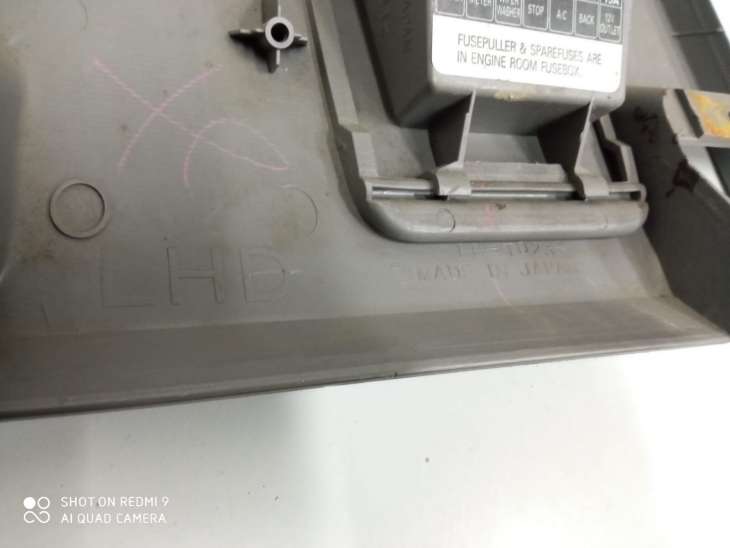 15A
METER
WIPER
WASHER
STOP
A/C
BACK
12V
OUTLET
FUSEPULLER & SPAREFUSES ARE
IN ENGINE ROOM FUSEBOX.
LHD
MADE IN JAPAN
SHOT ON REDMI 9
AI QUAD CAMERA